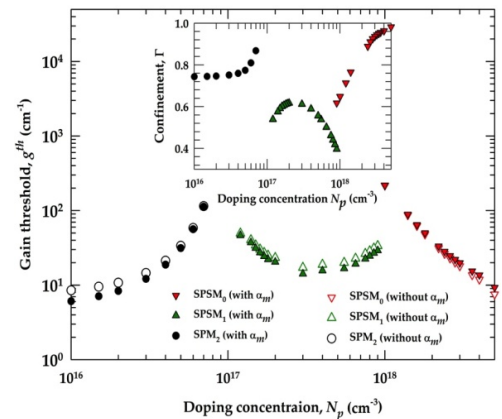 Gain threshold, g^th (cm⁻¹)
10⁴
10³
10²
10¹
10⁰
Confinement, Γ
1.0
0.8
0.6
0.4
10¹⁶ 10¹⁷ 10¹⁸
Doping concentration N_p (cm⁻³)
SPSM₀ (with α_m) SPSM₀ (without α_m)
SPSM₁ (with α_m) SPSM₁ (without α_m)
SPM₂ (with α_m) SPM₂ (without α_m)
10¹⁶ 10¹⁷ 10¹⁸
Doping concentraion, N_p (cm⁻³)